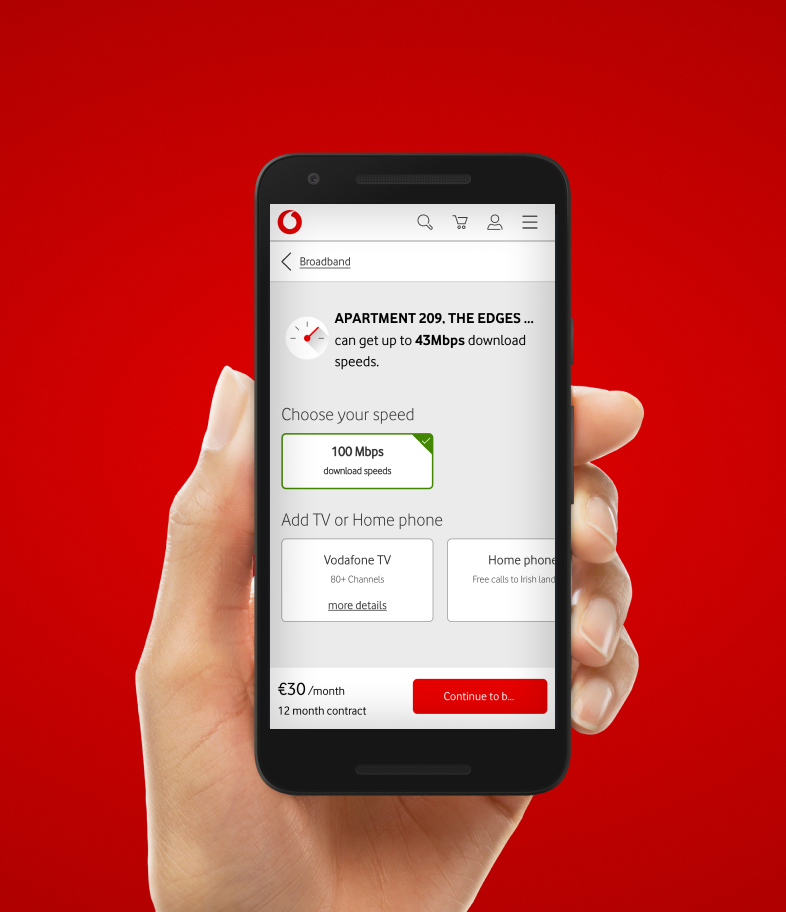 Broadband
APARTMENT 209, THE EDGES ...
can get up to 43Mbps download
speeds.
Choose your speed
100 Mbps
download speeds
Add TV or Home phone
Vodafone TV
80+ Channels
more details
Home phone
Free calls to Irish land
€30 /month
12 month contract
Continue to b...